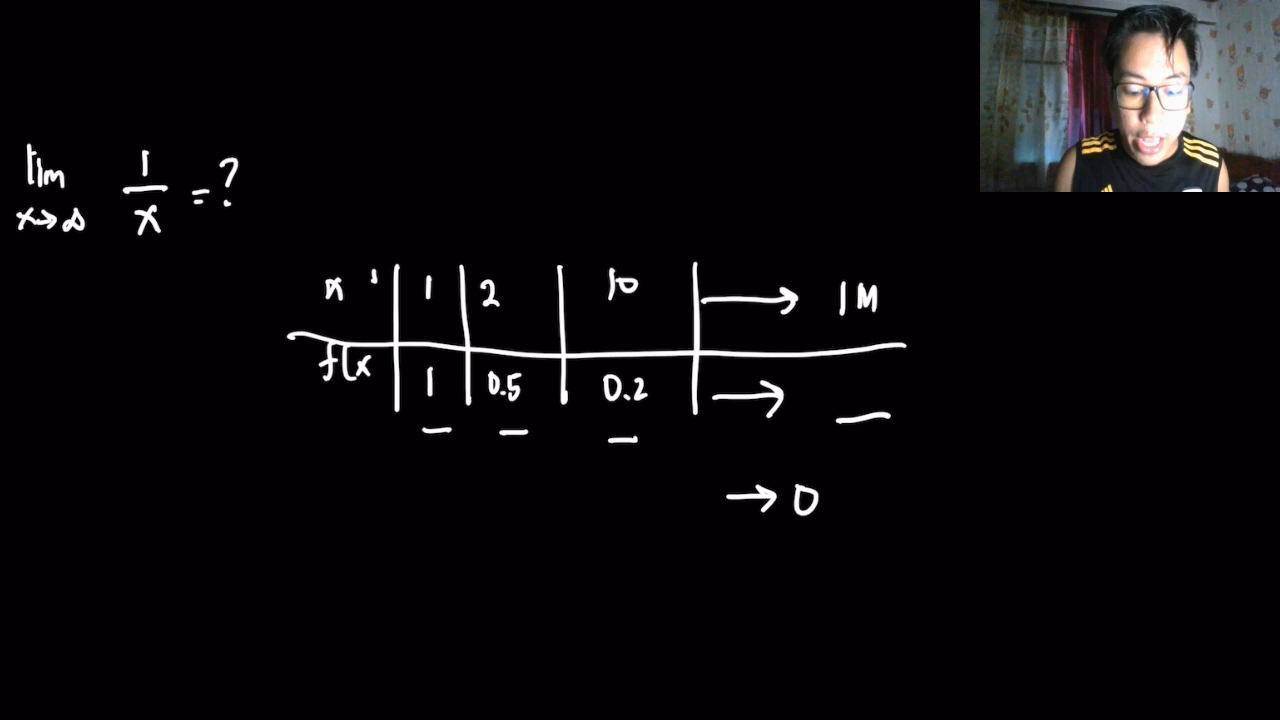 lim x→∞ 1/x = ?
x 1 2 10 → 1M
f(x 1 0.5 0.2 → _
→ 0